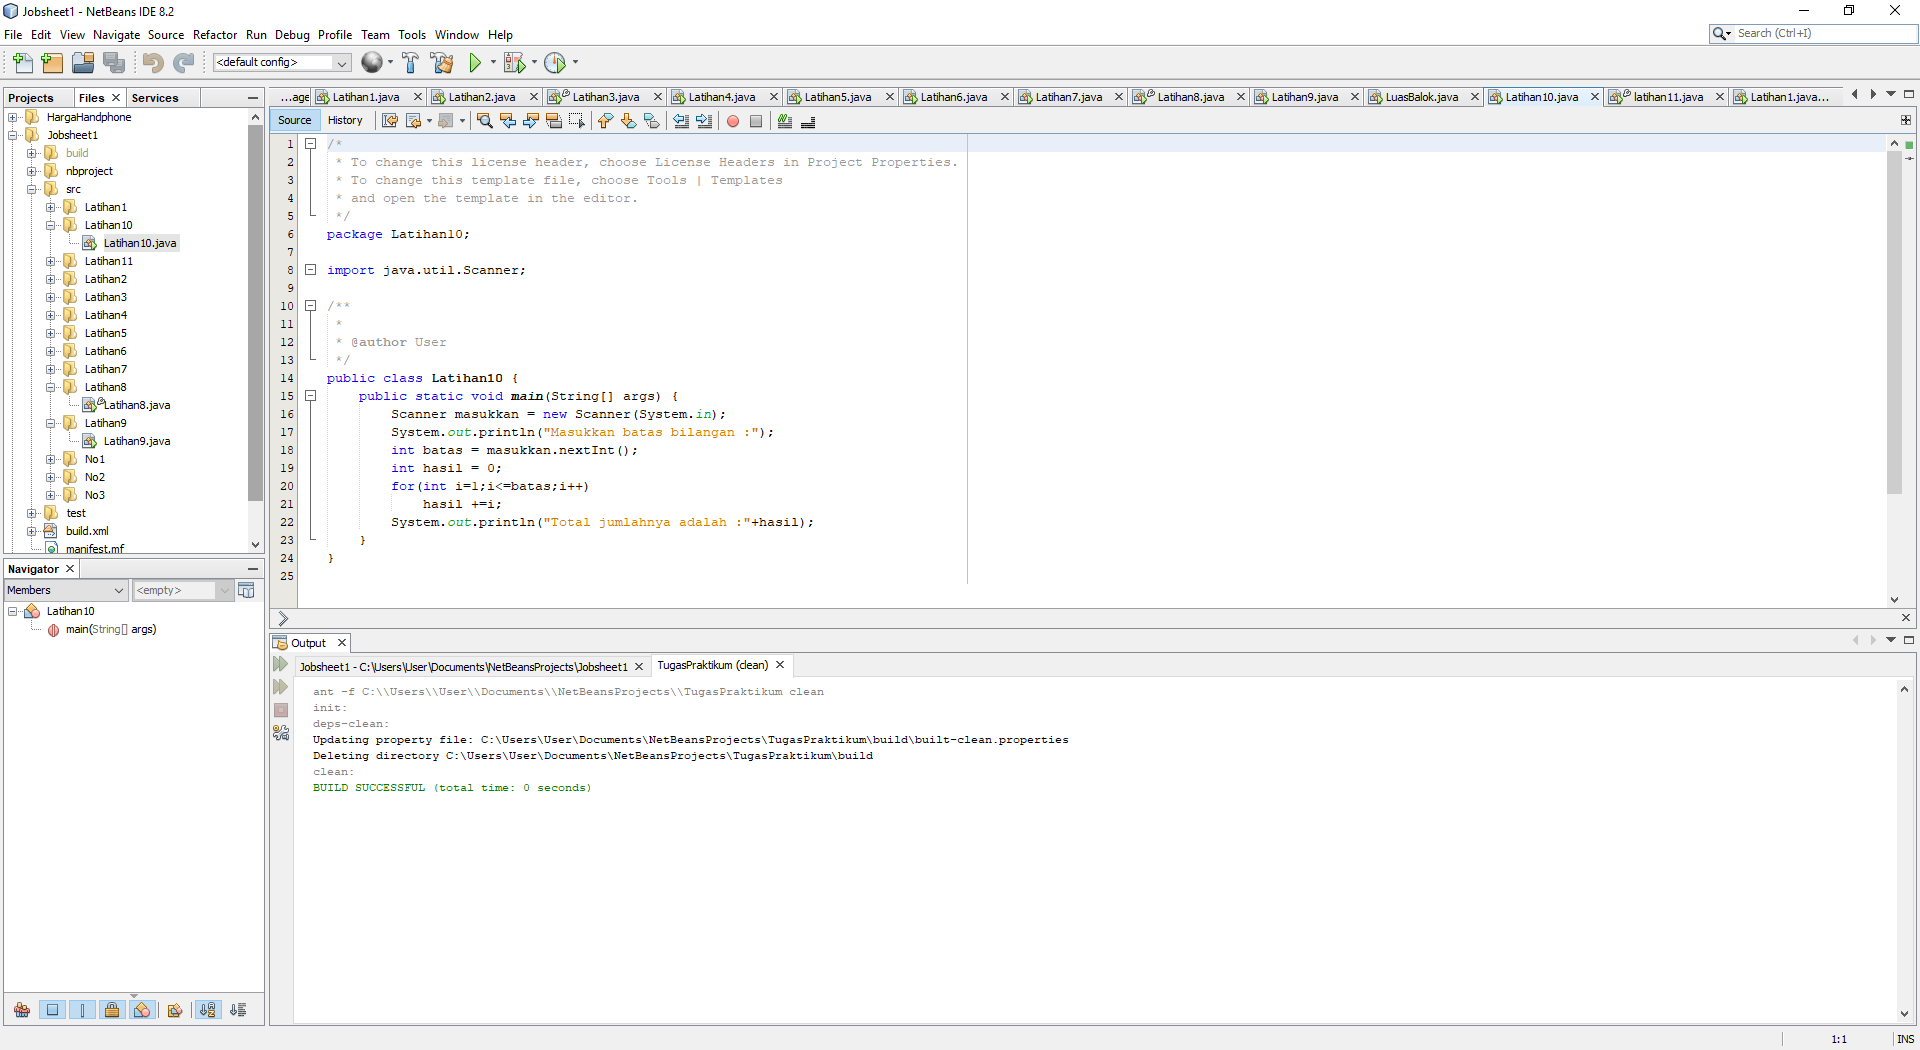 Jobsheet1 - NetBeans IDE 8.2
File Edit View Navigate Source Refactor Run Debug Profile Team Tools Window Help
Search (Ctrl+I)
<default config>
Projects Files Services
...age Latihan1.java Latihan2.java Latihan3.java Latihan4.java Latihan5.java Latihan6.java Latihan7.java Latihan8.java Latihan9.java LuasBalok.java Latihan10.java latihan11.java Latihan1.java...
HargaHandphone
Jobsheet1
build
nbproject
src
Latihan1
Latihan10
Latihan10.java
Latihan11
Latihan2
Latihan3
Latihan4
Latihan5
Latihan6
Latihan7
Latihan8
Latihan8.java
Latihan9
Latihan9.java
No1
No2
No3
test
build.xml
manifest.mf
Source History
1 /*
2 * To change this license header, choose License Headers in Project Properties.
3 * To change this template file, choose Tools | Templates
4 * and open the template in the editor.
5 */
6 package Latihan10;
7
8 import java.util.Scanner;
9
10 /**
11 *
12 * @author User
13 */
14 public class Latihan10 {
15 public static void main(String[] args) {
16 Scanner masukkan = new Scanner(System.in);
17 System.out.println("Masukkan batas bilangan :");
18 int batas = masukkan.nextInt();
19 int hasil = 0;
20 for(int i=1;i<=batas;i++)
21 hasil +=i;
22 System.out.println("Total jumlahnya adalah :"+hasil);
23 }
24 }
25
Navigator
Members <empty>
Latihan10
main(String[] args)
Output
Jobsheet1 - C:\Users\User\Documents\NetBeansProjects\Jobsheet1 TugasPraktikum (clean)
ant -f C:\\Users\\User\\Documents\\NetBeansProjects\\TugasPraktikum clean
init:
deps-clean:
Updating property file: C:\Users\User\Documents\NetBeansProjects\TugasPraktikum\build\built-clean.properties
Deleting directory C:\Users\User\Documents\NetBeansProjects\TugasPraktikum\build
clean:
BUILD SUCCESSFUL (total time: 0 seconds)
1:1 INS